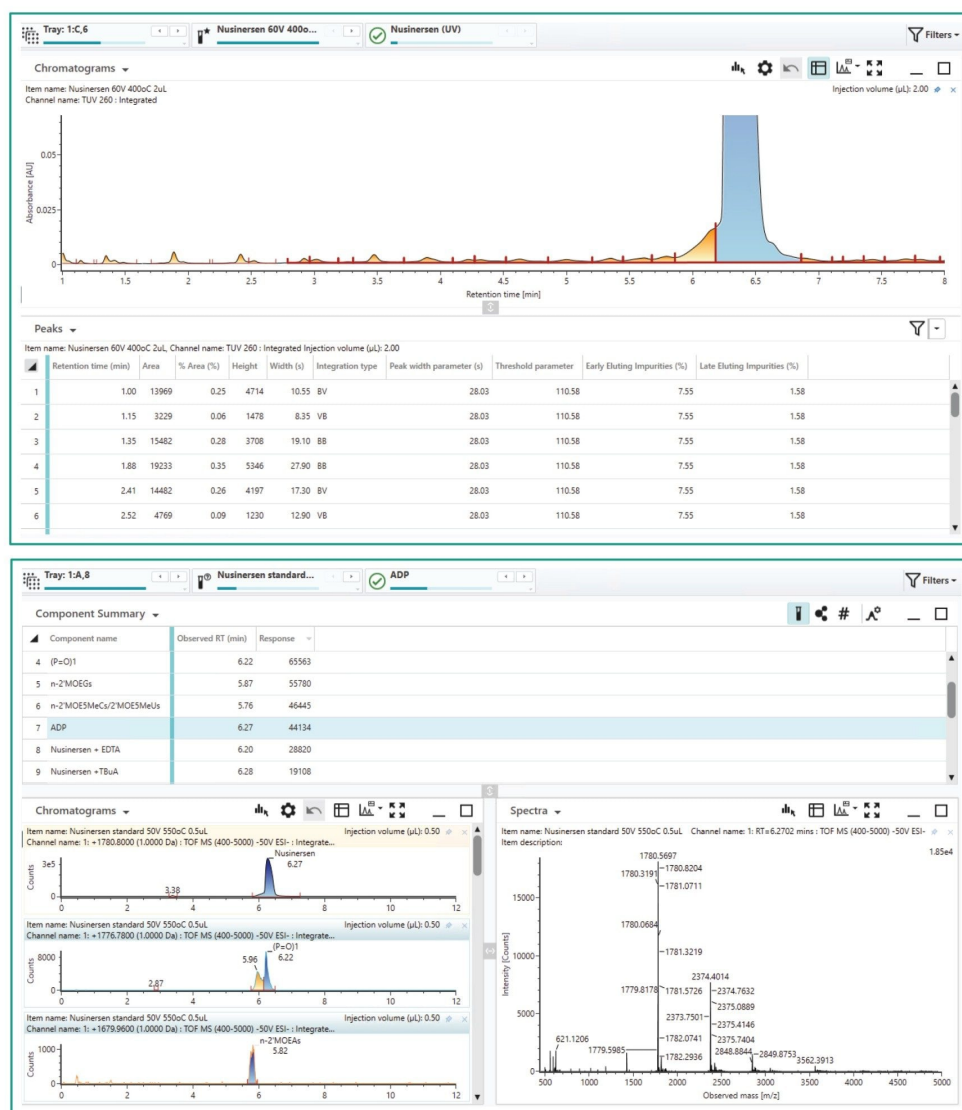 Tray: 1:C,6
Nusinersen 60V 400o...
Nusinersen (UV)
Filters
Chromatograms
Item name: Nusinersen 60V 400oC 2uL
Injection volume (µL): 2.00
Channel name: TUV 260 : Integrated
Absorbance [AU]
0.05
0.025
0
1 1.5 2 2.5 3 3.5 4 4.5 5 5.5 6 6.5 7 7.5 8
Retention time [min]
Peaks
Item name: Nusinersen 60V 400oC 2uL, Channel name: TUV 260 : Integrated Injection volume (µL): 2.00
Retention time (min) Area % Area (%) Height Width (s) Integration type Peak width parameter (s) Threshold parameter Early Eluting Impurities (%) Late Eluting Impurities (%)
1 1.00 13969 0.25 4714 10.55 BV 28.03 110.58 7.55 1.58
2 1.15 3229 0.06 1478 8.35 VB 28.03 110.58 7.55 1.58
3 1.35 15482 0.28 3708 19.10 BB 28.03 110.58 7.55 1.58
4 1.88 19233 0.35 5346 27.90 BB 28.03 110.58 7.55 1.58
5 2.41 14482 0.26 4197 17.30 BV 28.03 110.58 7.55 1.58
6 2.52 4769 0.09 1230 12.90 VB 28.03 110.58 7.55 1.58
Tray: 1:A,8
Nusinersen standard...
ADP
Filters
Component Summary
#
Component name Observed RT (min) Response
4 (P=O)1 6.22 65563
5 n-2'MOEGs 5.87 55780
6 n-2'MOE5MeCs/2'MOE5MeUs 5.76 46445
7 ADP 6.27 44134
8 Nusinersen + EDTA 6.20 28820
9 Nusinersen +TBuA 6.28 19108
Chromatograms
Item name: Nusinersen standard 50V 550oC 0.5uL Injection volume (µL): 0.50
Channel name: 1: +1780.8000 (1.0000 Da) : TOF MS (400-5000) -50V ESI- : Integrate...
Nusinersen
6.27
3.38
Counts
3e5
0
0 2 4 6 8 10 12
Item name: Nusinersen standard 50V 550oC 0.5uL Injection volume (µL): 0.50
Channel name: 1: +1776.7800 (1.0000 Da) : TOF MS (400-5000) -50V ESI- : Integrate...
(P=O)1
6.22
5.96
2.87
Counts
8000
0
0 2 4 6 8 10 12
Item name: Nusinersen standard 50V 550oC 0.5uL Injection volume (µL): 0.50
Channel name: 1: +1679.9600 (1.0000 Da) : TOF MS (400-5000) -50V ESI- : Integrate...
n-2'MOEAs
5.82
Counts
1000
0
0 2 4 6 8 10 12
Spectra
Item name: Nusinersen standard 50V 550oC 0.5uL Channel name: 1: RT=6.2702 mins : TOF MS (400-5000) -50V ESI-
Item description:
1.85e4
1780.5697
1780.3191
1780.8204
1781.0711
1780.0684
1781.3219
1779.8178
1781.5726
2374.4014
2374.7632
2375.0889
2373.7501
2375.4146
1782.0741
2375.7404
621.1206
1779.5985
1782.2936
2848.8844
2849.8753
3562.3913
Intensity [Counts]
15000
10000
5000
0
500 1000 1500 2000 2500 3000 3500 4000 4500 5000
Observed mass [m/z]